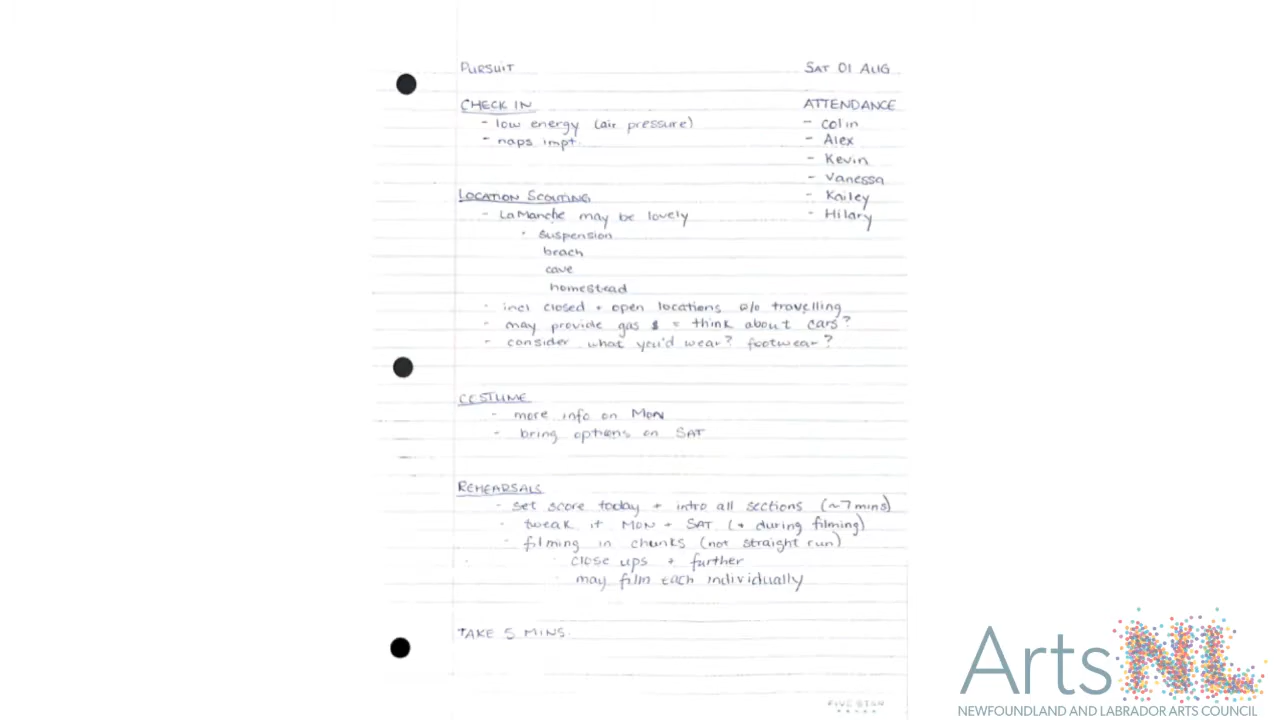 PURSUIT
SAT 01 AUG
CHECK IN
- low energy (air pressure)
- naps impt.
ATTENDANCE
- Colin
- Alex
- Kevin
- Vanessa
- Kailey
- Hilary
LOCATION SCOUTING
- La Manche may be lovely
· suspension
beach
cave
homestead
- incl closed + open locations w/o travelling
- may provide gas $ = think about cars?
- consider what you'd wear? footwear?
COSTUME
- more info on MON
- bring options on SAT
REHEARSALS
- set score today + intro all sections (~7 mins)
- tweak it MON + SAT (+ during filming)
- filming in chunks (not straight run)
· close ups + further
· may film each individually
TAKE 5 MINS.
FIVE STAR
ArtsNL
NEWFOUNDLAND AND LABRADOR ARTS COUNCIL